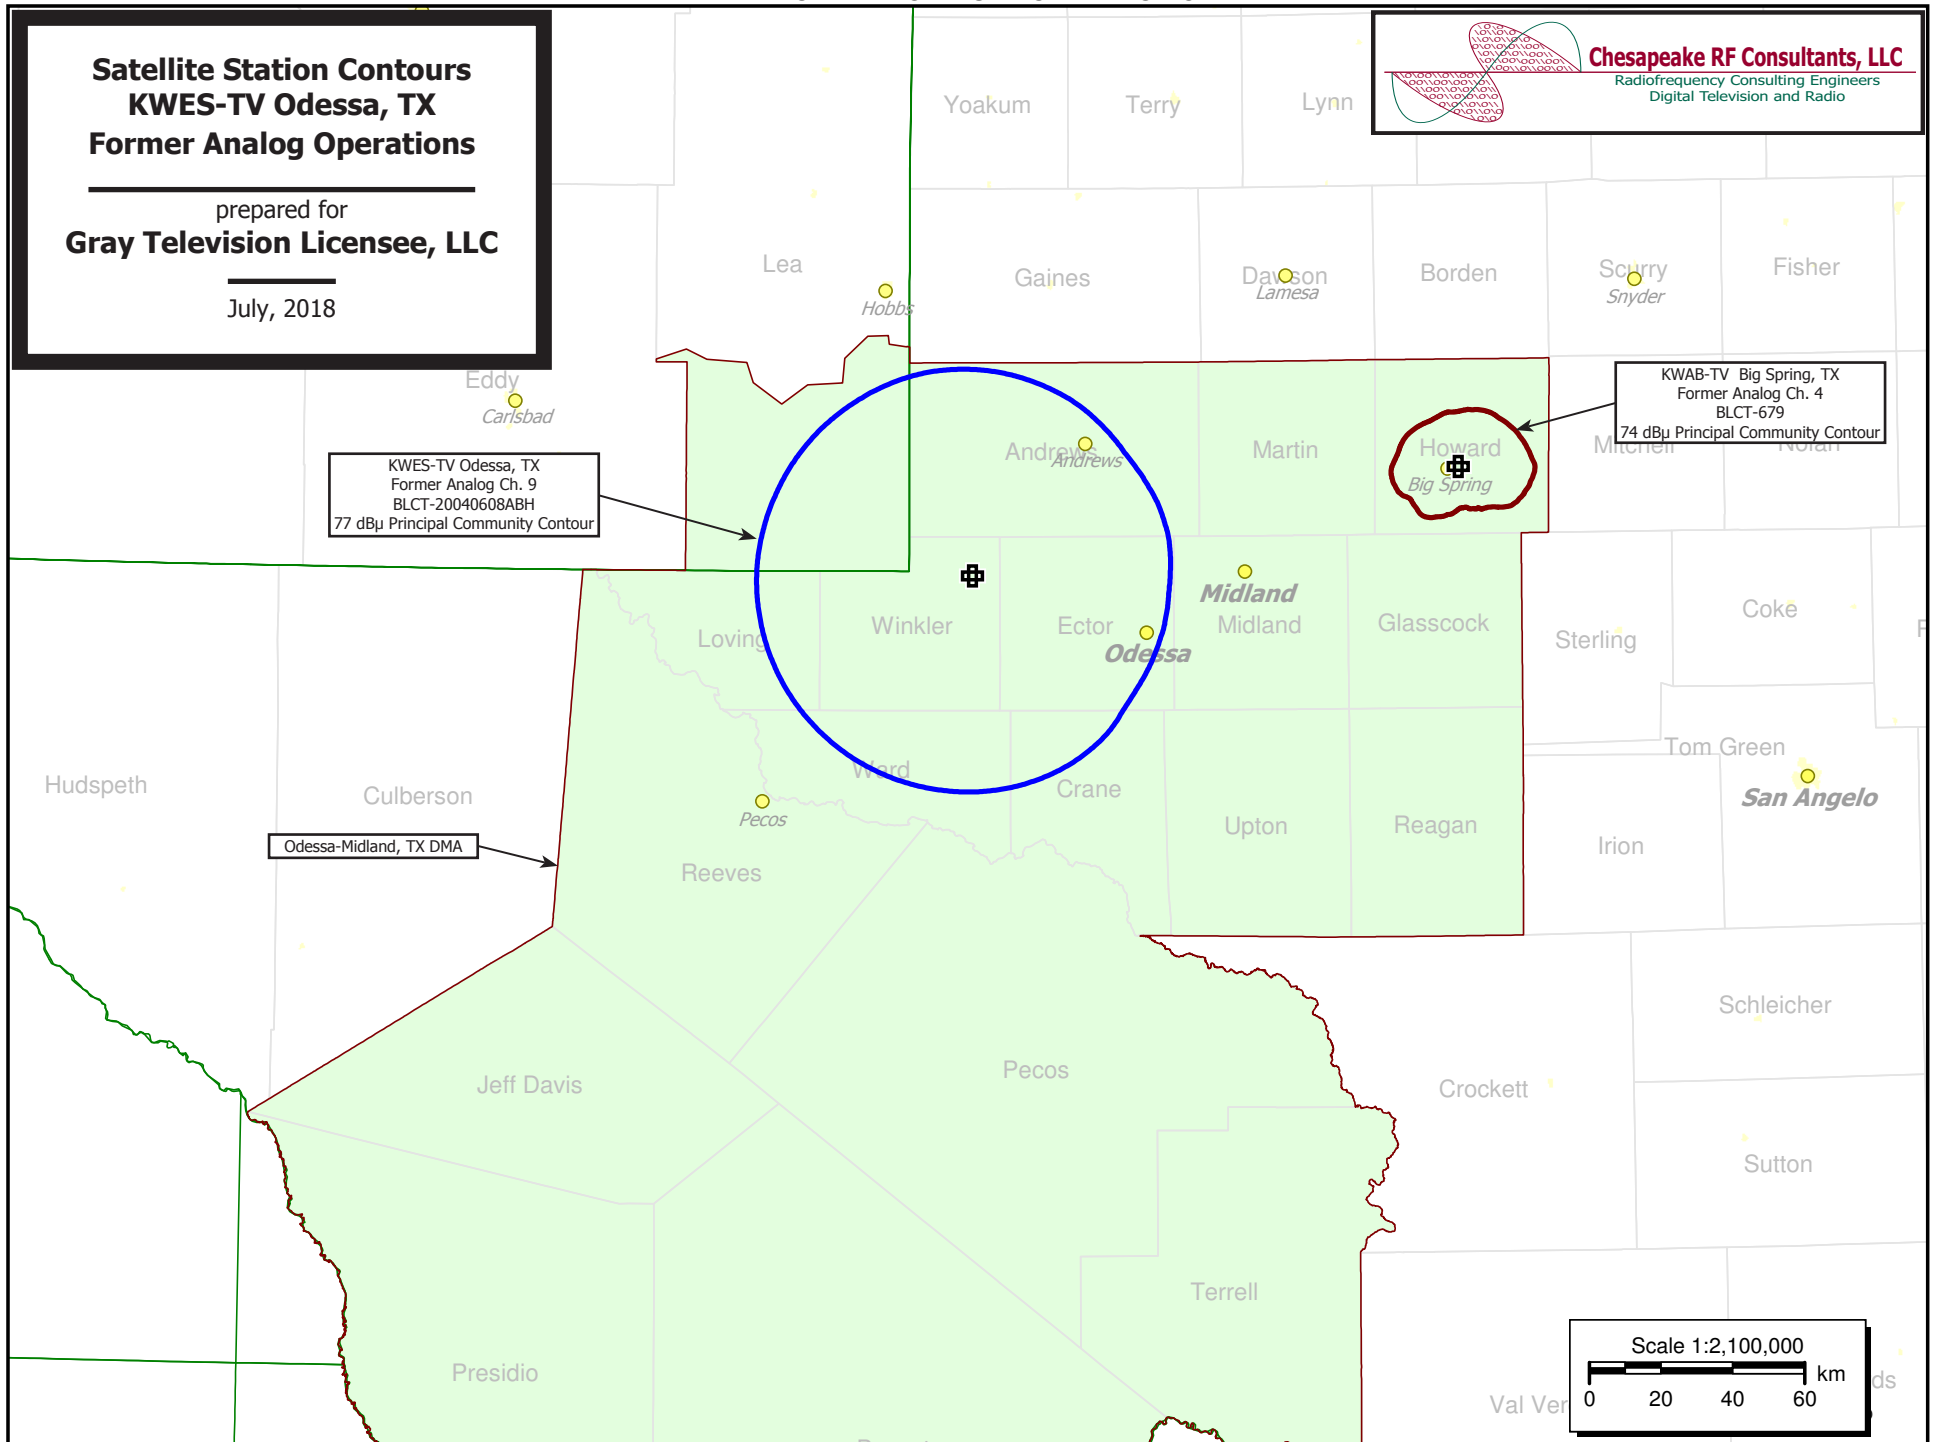 Satellite Station Contours
KWES-TV Odessa, TX
Former Analog Operations
prepared for
Gray Television Licensee, LLC
July, 2018
Chesapeake RF Consultants, LLC
Radiofrequency Consulting Engineers
Digital Television and Radio
Yoakum
Terry
Lynn
Lea
Hobbs
Gaines
Dawson
Lamesa
Borden
Scurry
Snyder
Fisher
Eddy
Carlsbad
KWAB-TV Big Spring, TX
Former Analog Ch. 4
BLCT-679
74 dBµ Principal Community Contour
Andrews
Andrews
Martin
Howard
Big Spring
Mitchell
Nolan
KWES-TV Odessa, TX
Former Analog Ch. 9
BLCT-20040608ABH
77 dBµ Principal Community Contour
Midland
Midland
Loving
Winkler
Ector
Odessa
Glasscock
Sterling
Coke
Tom Green
San Angelo
Hudspeth
Culberson
Ward
Crane
Pecos
Upton
Reagan
Irion
Odessa-Midland, TX DMA
Reeves
Schleicher
Jeff Davis
Pecos
Crockett
Sutton
Terrell
Presidio
Val Ver
ds
Scale 1:2,100,000
km
0 20 40 60